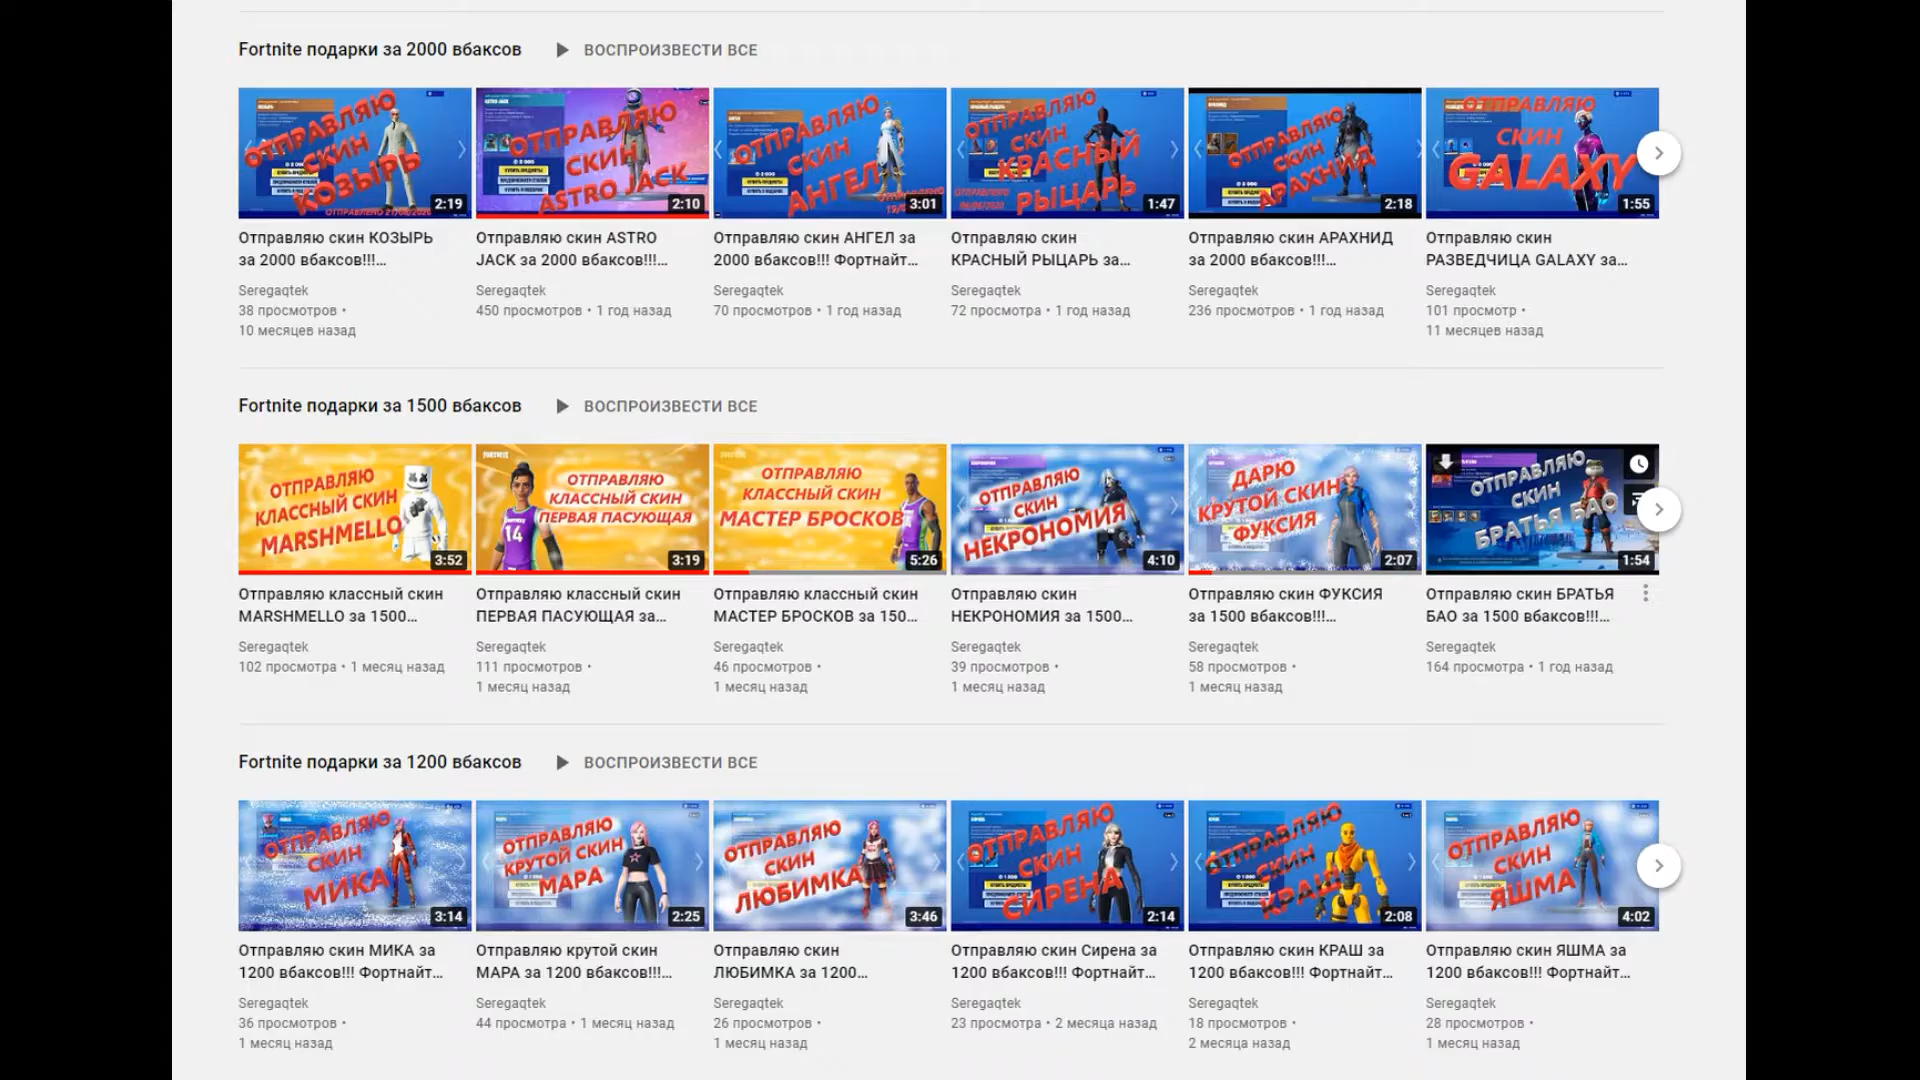 Fortnite подарки за 2000 вбаксов ВОСПРОИЗВЕСТИ ВСЕ
ОТПРАВЛЯЮ
СКИН
КОЗЫРЬ
ОТПРАВЛЕНО 21/08/2020
2:19
ОТПРАВЛЯЮ
СКИН
ASTRO JACK
2:10
ОТПРАВЛЯЮ
СКИН
АНГЕЛ
3:01
ОТПРАВЛЯЮ
СКИН
КРАСНЫЙ
РЫЦАРЬ
1:47
ОТПРАВЛЯЮ
СКИН
АРАХНИД
2:18
ОТПРАВЛЯЮ
СКИН
GALAXY
1:55
Отправляю скин КОЗЫРЬ
за 2000 вбаксов!!!...
Seregaqtek
38 просмотров •
10 месяцев назад
Отправляю скин ASTRO
JACK за 2000 вбаксов!!!...
Seregaqtek
450 просмотров • 1 год назад
Отправляю скин АНГЕЛ за
2000 вбаксов!!! Фортнайт...
Seregaqtek
70 просмотров • 1 год назад
Отправляю скин
КРАСНЫЙ РЫЦАРЬ за...
Seregaqtek
72 просмотра • 1 год назад
Отправляю скин АРАХНИД
за 2000 вбаксов!!!...
Seregaqtek
236 просмотров • 1 год назад
Отправляю скин
РАЗВЕДЧИЦА GALAXY за...
Seregaqtek
101 просмотр •
11 месяцев назад
Fortnite подарки за 1500 вбаксов ВОСПРОИЗВЕСТИ ВСЕ
ОТПРАВЛЯЮ
КЛАССНЫЙ СКИН
MARSHMELLO
3:52
FORTNITE
ОТПРАВЛЯЮ
КЛАССНЫЙ СКИН
ПЕРВАЯ ПАСУЮЩАЯ
14
3:19
ОТПРАВЛЯЮ
КЛАССНЫЙ СКИН
МАСТЕР БРОСКОВ
5:26
ОТПРАВЛЯЮ
СКИН
НЕКРОНОМИЯ
4:10
ДАРЮ
КРУТОЙ СКИН
ФУКСИЯ
2:07
ОТПРАВЛЯЮ
СКИН
БРАТЬЯ БАО
1:54
Отправляю классный скин
MARSHMELLO за 1500...
Seregaqtek
102 просмотра • 1 месяц назад
Отправляю классный скин
ПЕРВАЯ ПАСУЮЩАЯ за...
Seregaqtek
111 просмотров •
1 месяц назад
Отправляю классный скин
МАСТЕР БРОСКОВ за 150...
Seregaqtek
46 просмотров •
1 месяц назад
Отправляю скин
НЕКРОНОМИЯ за 1500...
Seregaqtek
39 просмотров •
1 месяц назад
Отправляю скин ФУКСИЯ
за 1500 вбаксов!!!...
Seregaqtek
58 просмотров •
1 месяц назад
Отправляю скин БРАТЬЯ
БАО за 1500 вбаксов!!!...
Seregaqtek
164 просмотра • 1 год назад
Fortnite подарки за 1200 вбаксов ВОСПРОИЗВЕСТИ ВСЕ
ОТПРАВЛЯЮ
СКИН
МИКА
3:14
ОТПРАВЛЯЮ
КРУТОЙ СКИН
МАРА
2:25
ОТПРАВЛЯЮ
СКИН
ЛЮБИМКА
3:46
ОТПРАВЛЯЮ
СКИН
СИРЕНА
2:14
ОТПРАВЛЯЮ
СКИН
КРАШ
2:08
ОТПРАВЛЯЮ
СКИН
ЯШМА
4:02
Отправляю скин МИКА за
1200 вбаксов!!! Фортнайт...
Seregaqtek
36 просмотров •
1 месяц назад
Отправляю крутой скин
МАРА за 1200 вбаксов!!!...
Seregaqtek
44 просмотра • 1 месяц назад
Отправляю скин
ЛЮБИМКА за 1200...
Seregaqtek
26 просмотров •
1 месяц назад
Отправляю скин Сирена за
1200 вбаксов!!! Фортнайт...
Seregaqtek
23 просмотра • 2 месяца назад
Отправляю скин КРАШ за
1200 вбаксов!!! Фортнайт...
Seregaqtek
18 просмотров •
2 месяца назад
Отправляю скин ЯШМА за
1200 вбаксов!!! Фортнайт...
Seregaqtek
28 просмотров •
1 месяц назад